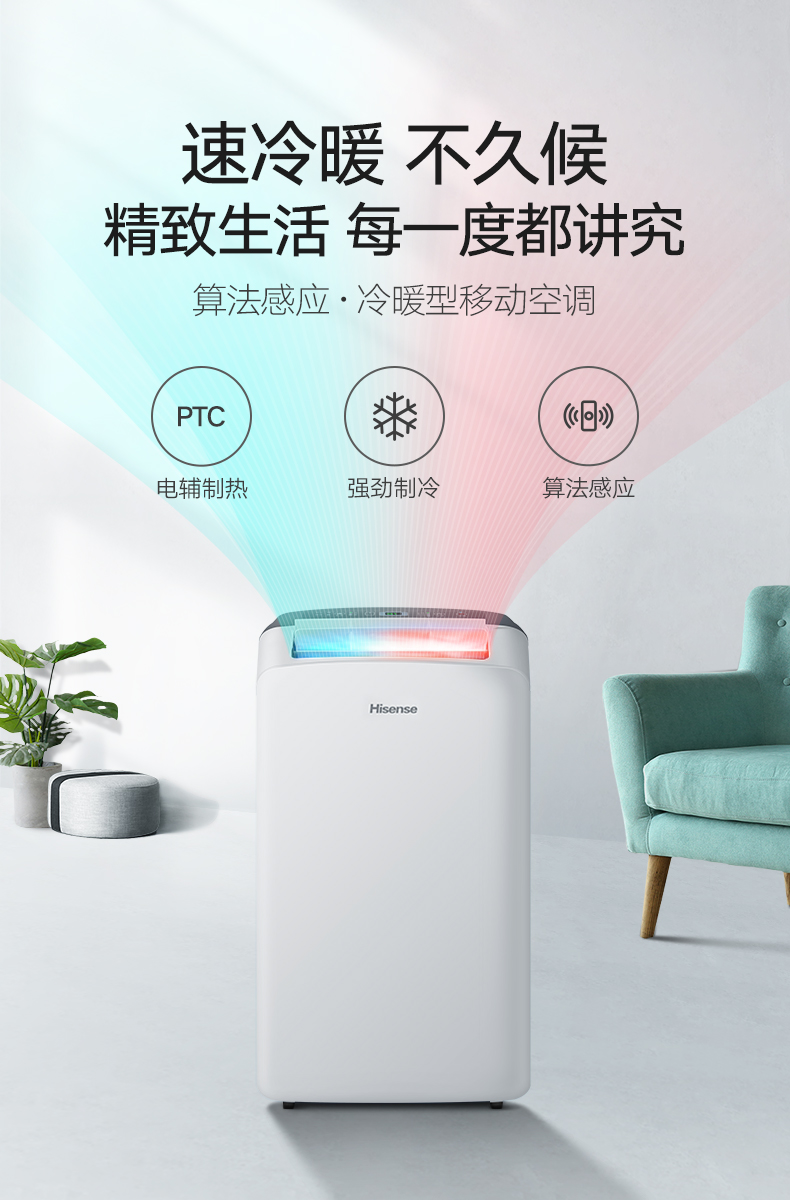 速冷暖 不久候
精致生活 每一度都讲究
算法感应·冷暖型移动空调
PTC
电辅制热
强劲制冷
算法感应
Hisense